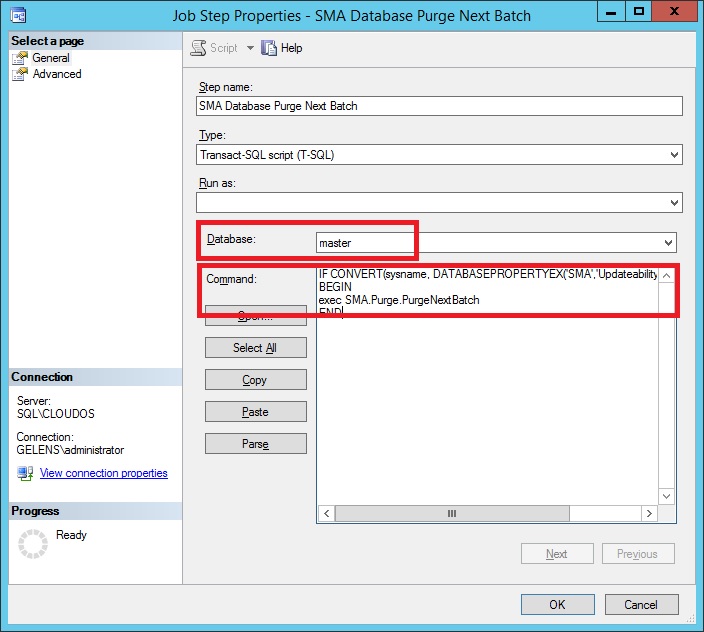 Job Step Properties - SMA Database Purge Next Batch
Select a page
General
Advanced
Script
Help
Step name:
SMA Database Purge Next Batch
Type:
Transact-SQL script (T-SQL)
Run as:
Database:
master
Command:
IF CONVERT(sysname, DATABASEPROPERTYEX('SMA','Updateability
BEGIN
exec SMA.Purge.PurgeNextBatch
END
Open...
Select All
Copy
Paste
Parse
Connection
Server:
SQL\CLOUDOS
Connection:
GELENS\administrator
View connection properties
Progress
Ready
Next
Previous
OK
Cancel